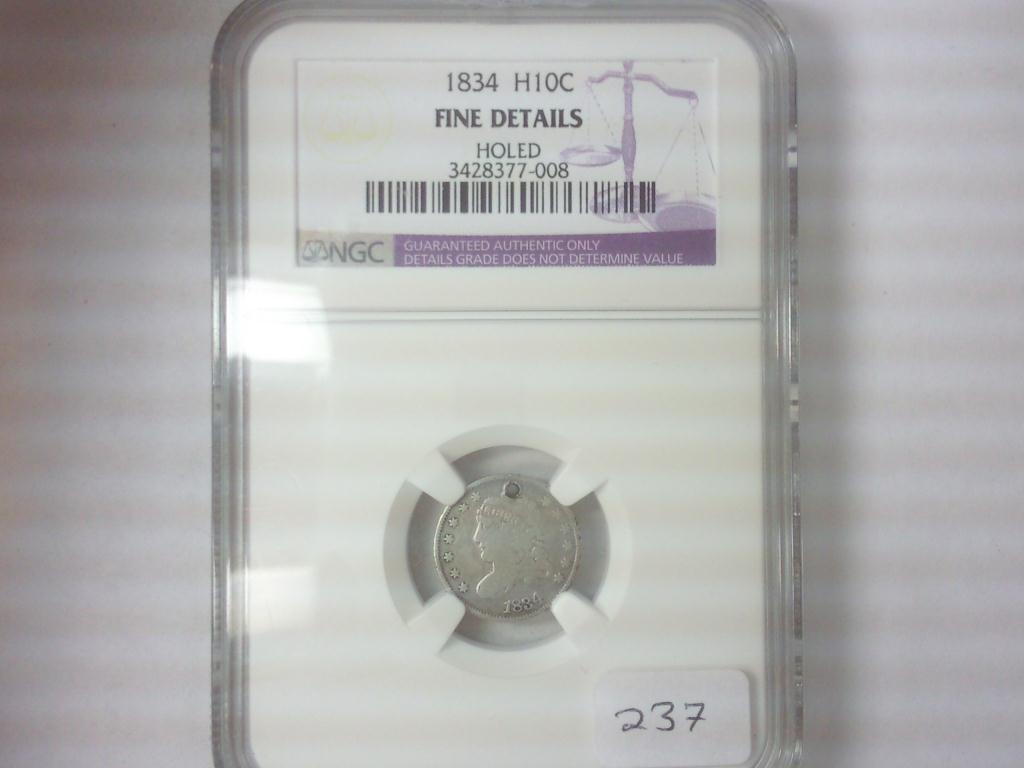 1834 H10C
FINE DETAILS
HOLED
3428377-008
NGC
GUARANTEED AUTHENTIC ONLY
DETAILS GRADE DOES NOT DETERMINE VALUE
1834
237